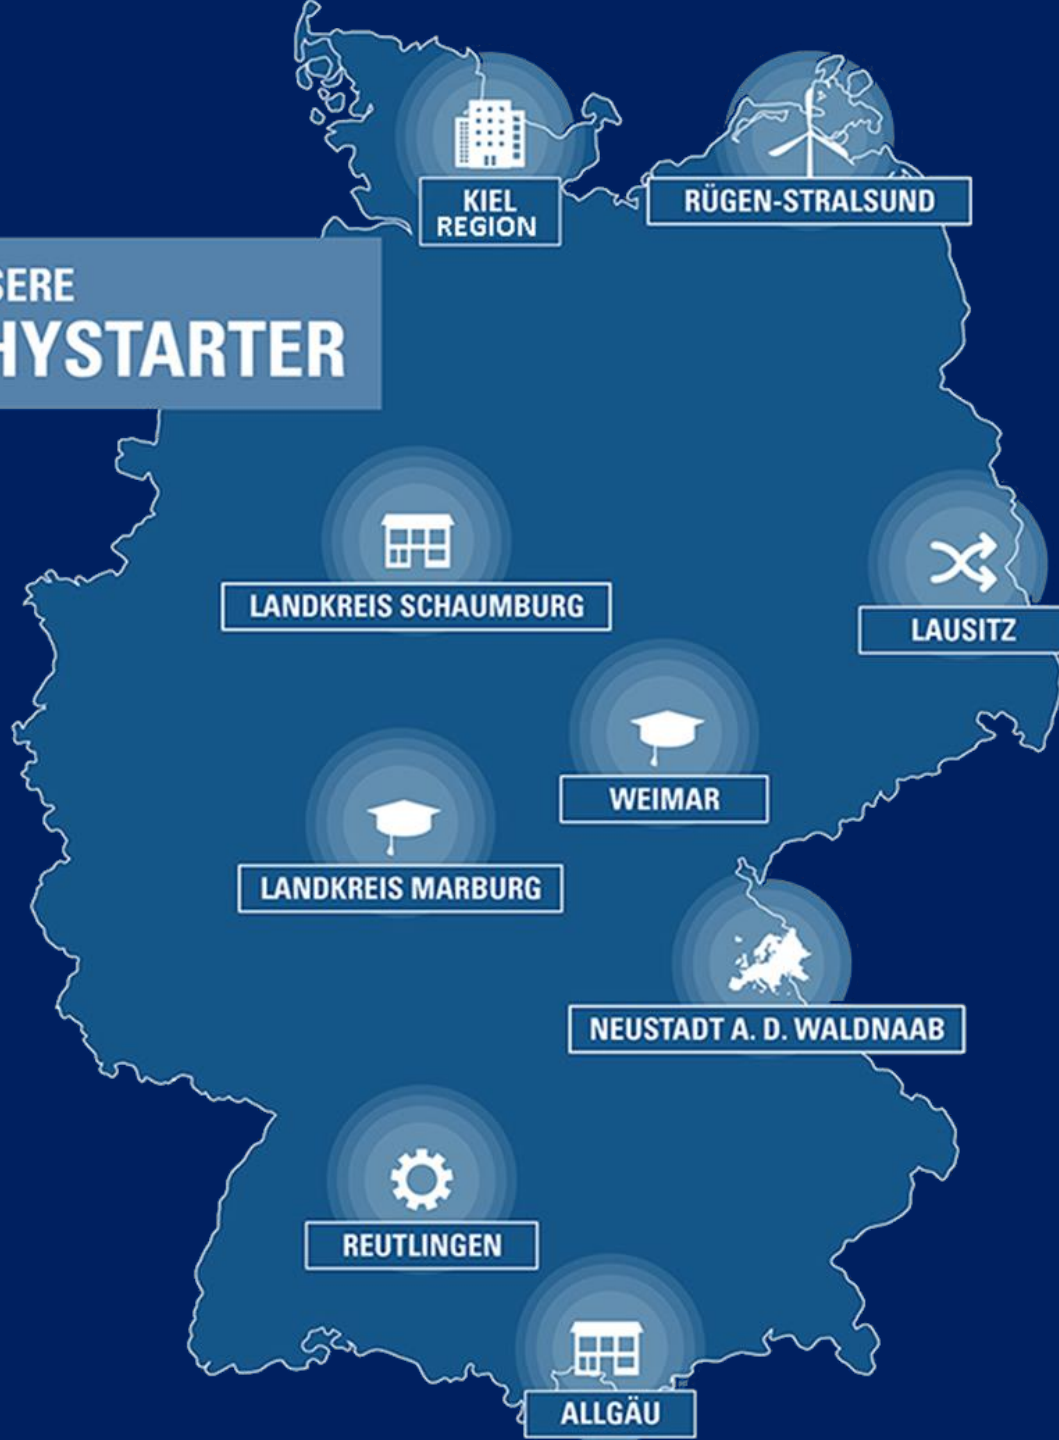 KIEL
REGION
RÜGEN-STRALSUND
SERE
HYSTARTER
LANDKREIS SCHAUMBURG
LAUSITZ
WEIMAR
LANDKREIS MARBURG
NEUSTADT A. D. WALDNAAB
REUTLINGEN
ALLGÄU